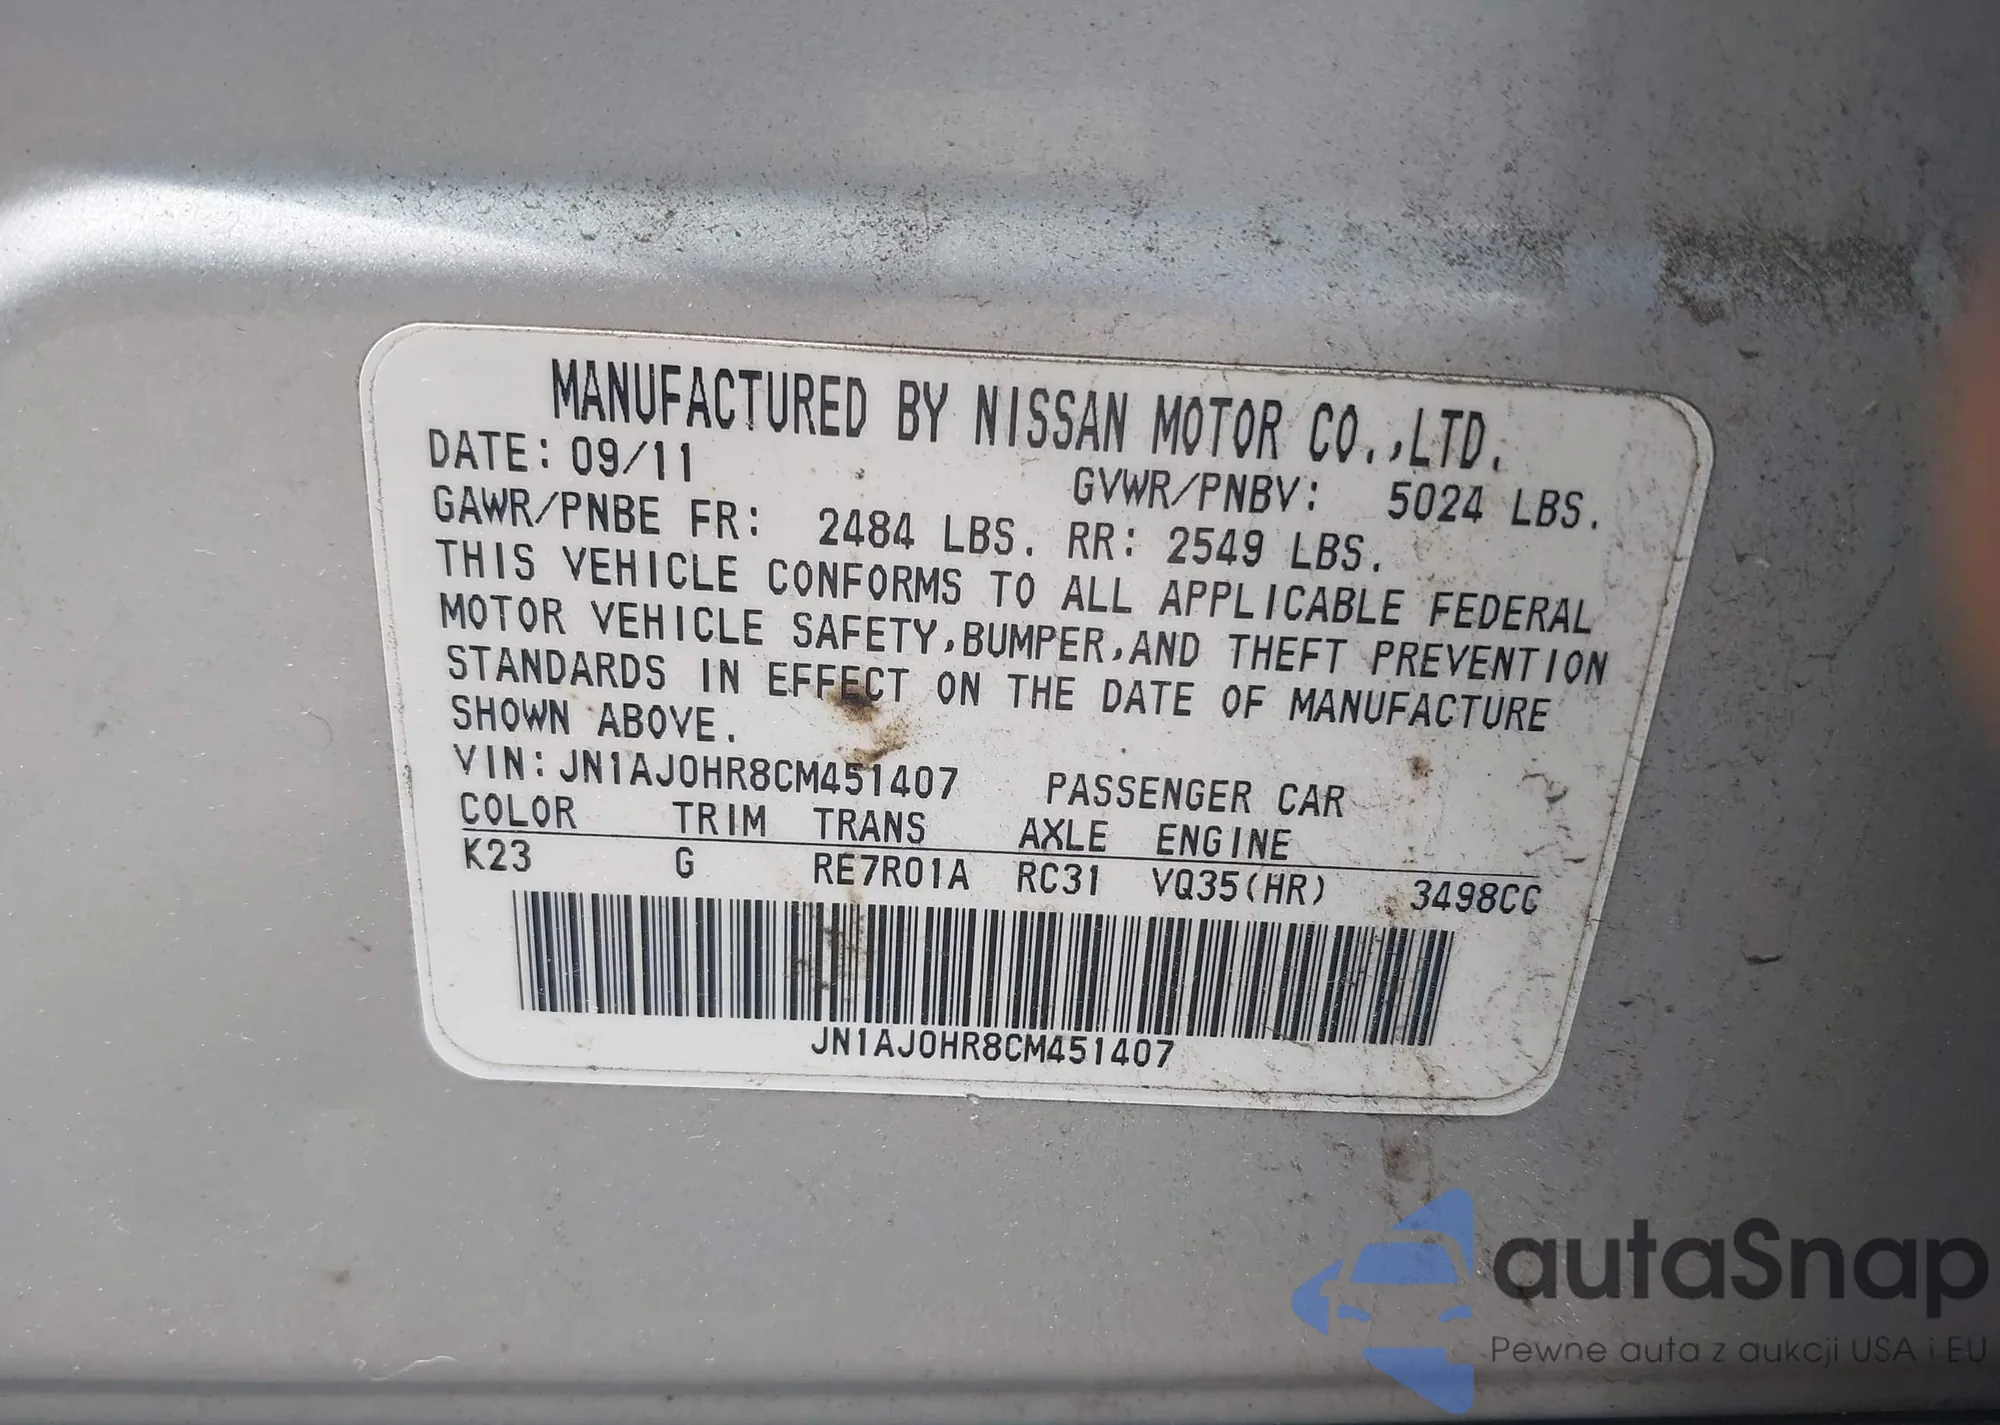 MANUFACTURED BY NISSAN MOTOR CO.,LTD.
DATE: 09/11 GVWR/PNBV: 5024 LBS.
GAWR/PNBE FR: 2484 LBS. RR: 2549 LBS.
THIS VEHICLE CONFORMS TO ALL APPLICABLE FEDERAL
MOTOR VEHICLE SAFETY,BUMPER,AND THEFT PREVENTION
STANDARDS IN EFFECT ON THE DATE OF MANUFACTURE
SHOWN ABOVE.
VIN: JN1AJ0HR8CM451407 PASSENGER CAR
COLOR TRIM TRANS AXLE ENGINE
K23 G RE7R01A RC31 VQ35(HR) 3498CC
JN1AJ0HR8CM451407
autaSnap
Pewne auta z aukcji USA i EU